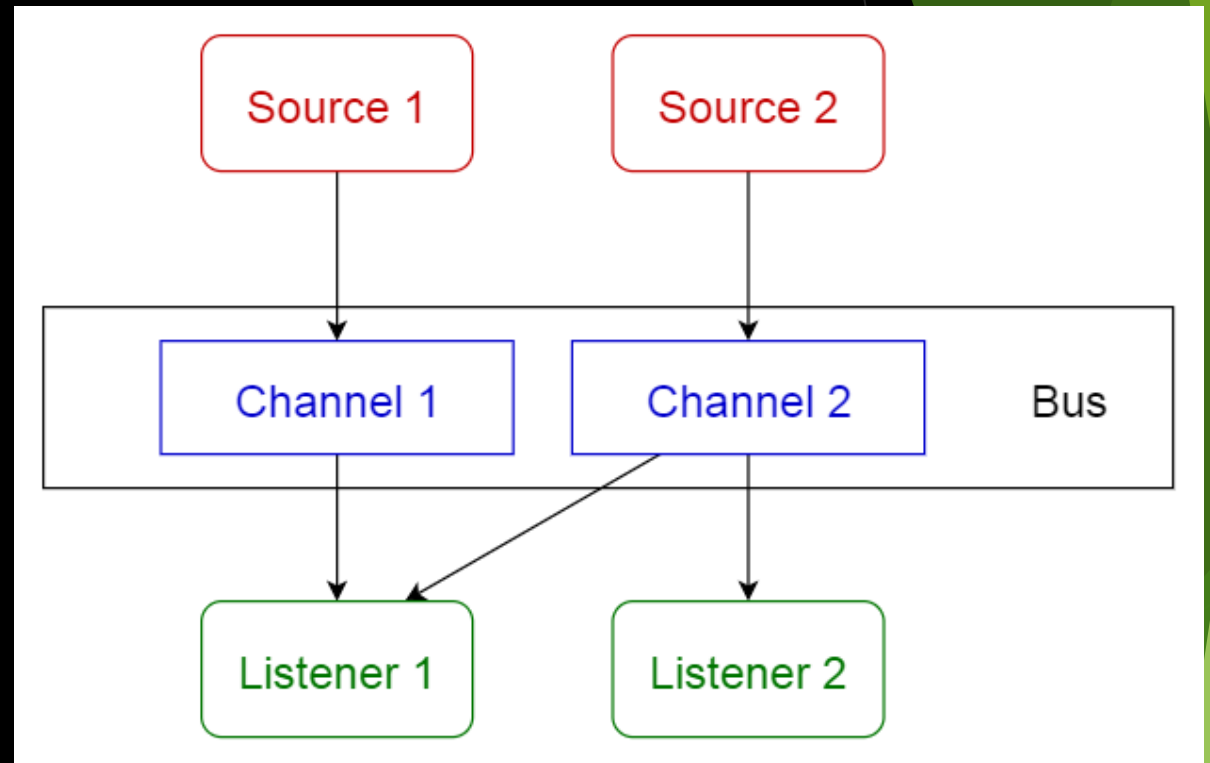 Source 1
Source 2
Channel 1
Channel 2
Bus
Listener 1
Listener 2